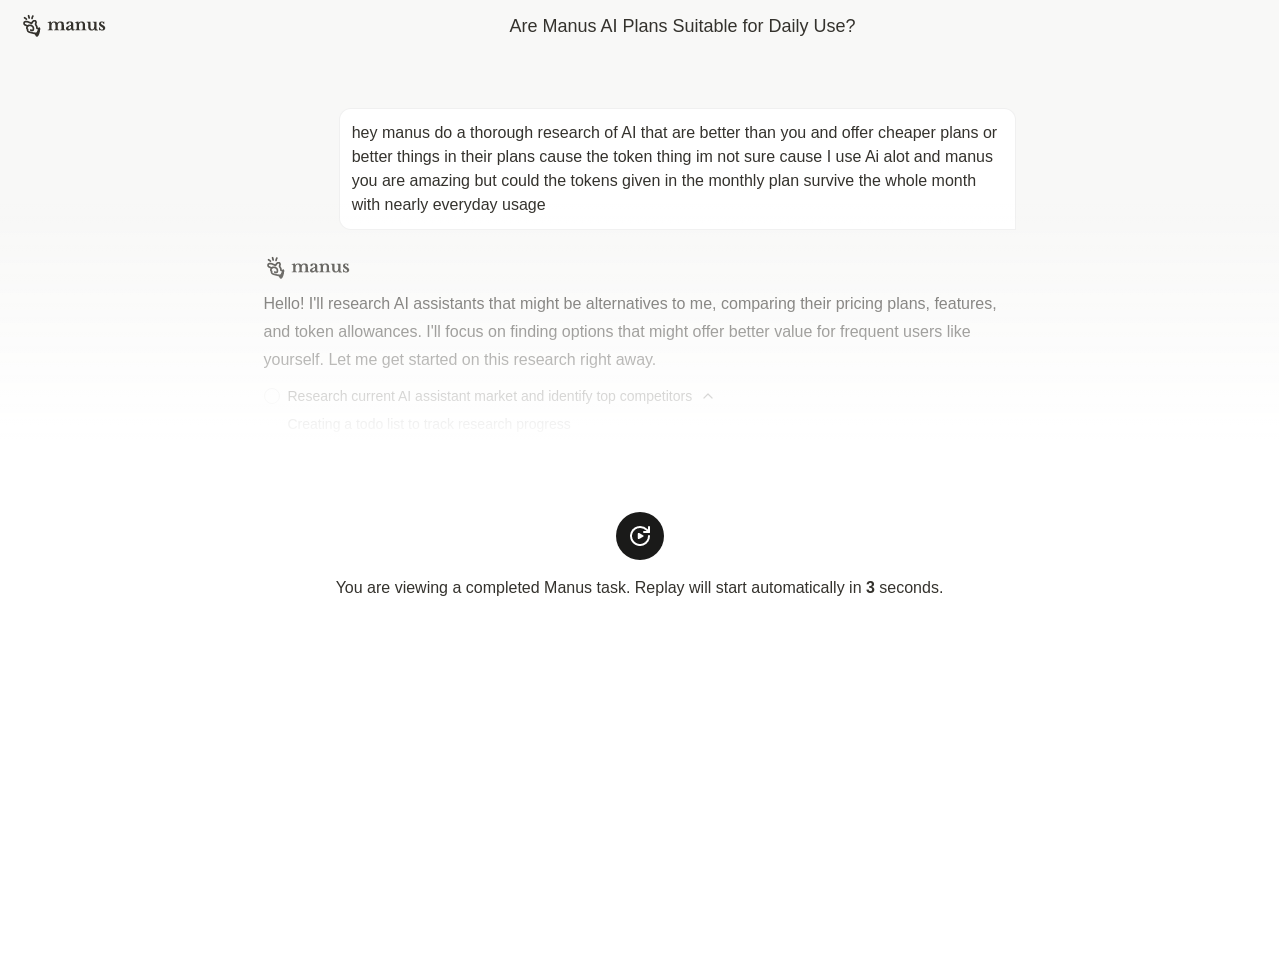 manus
Are Manus AI Plans Suitable for Daily Use?
hey manus do a thorough research of AI that are better than you and offer cheaper plans or
better things in their plans cause the token thing im not sure cause I use Ai alot and manus
you are amazing but could the tokens given in the monthly plan survive the whole month
with nearly everyday usage
manus
Hello! I'll research AI assistants that might be alternatives to me, comparing their pricing plans, features,
and token allowances. I'll focus on finding options that might offer better value for frequent users like
yourself. Let me get started on this research right away.
Research current AI assistant market and identify top competitors
Creating a todo list to track research progress
You are viewing a completed Manus task. Replay will start automatically in 3 seconds.